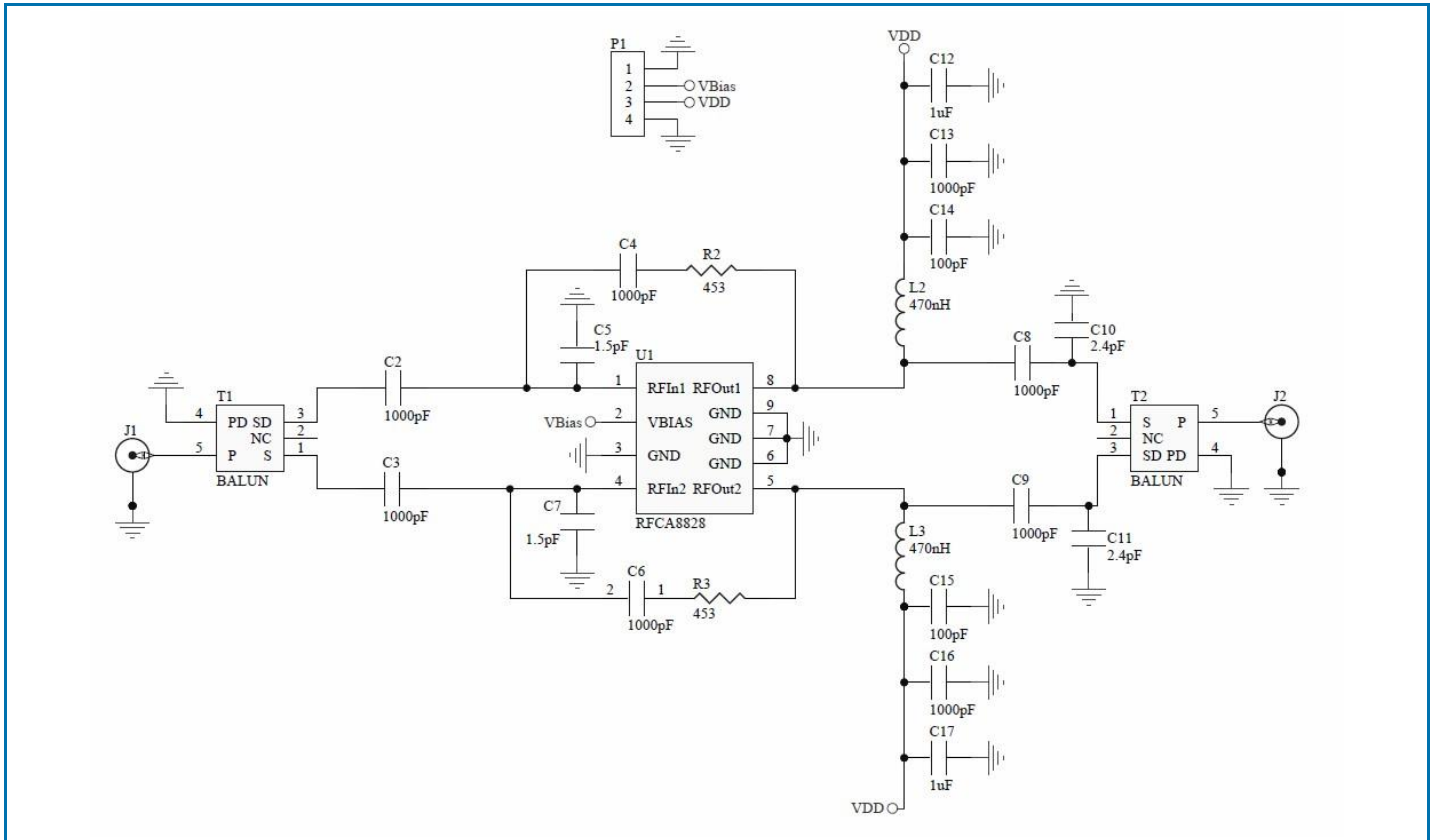 VDD
P1
1
2
3
4
VBias
VDD
C12
1uF
C13
1000pF
C14
100pF
L2
470nH
C4
1000pF
R2
453
C5
1.5pF
C2
1000pF
C8
1000pF
C10
2.4pF
J1
T1
4
5
PD SD
NC
P S
3
2
1
BALUN
C3
1000pF
U1
1
2
3
4
VBias
RFIn1 RFOut1
VBIAS
GND
GND
GND
GND
RFIn2 RFOut2
8
9
7
6
5
RFCA8828
C7
1.5pF
C6
2
1
1000pF
R3
453
T2
1
2
3
S P
NC
SD PD
5
4
BALUN
J2
C9
1000pF
C11
2.4pF
L3
470nH
C15
100pF
C16
1000pF
C17
1uF
VDD